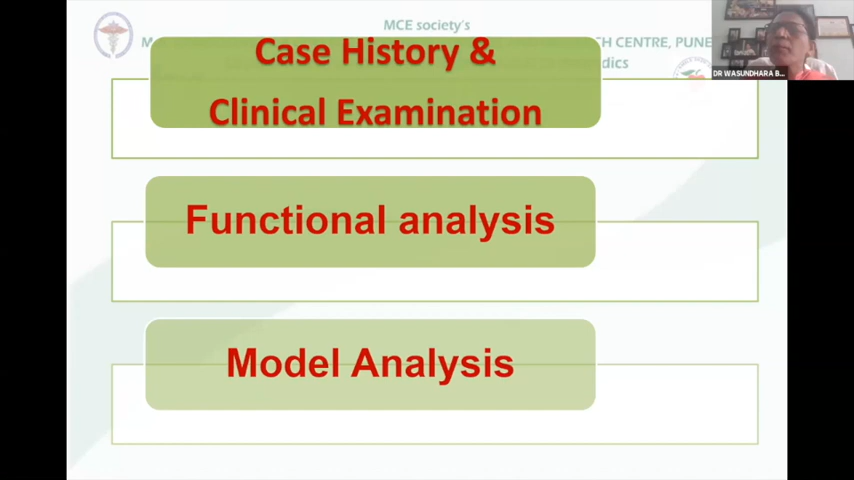 MCE society's
CH CENTRE, PUNE
dics
DR WASUNDHARA B...
Case History &
Clinical Examination
Functional analysis
Model Analysis